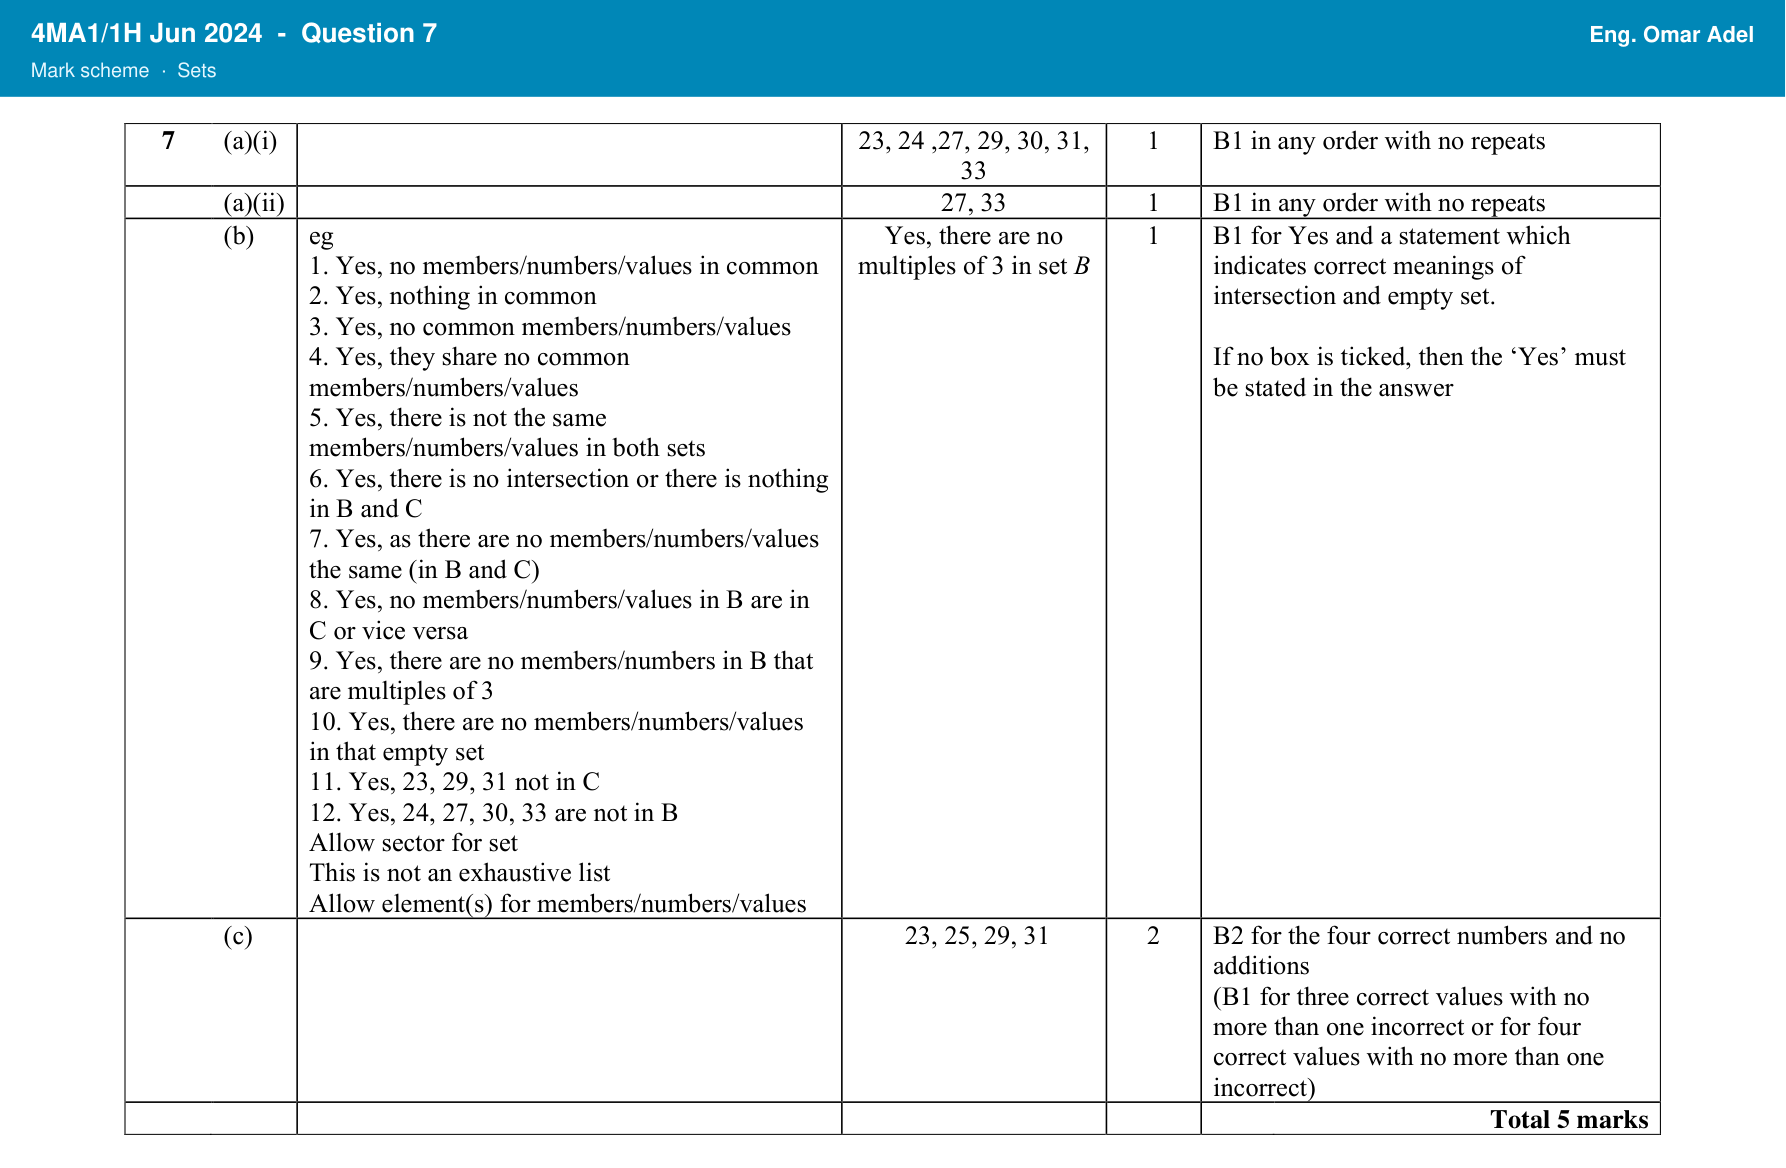 4MA1/1H Jun 2024 - Question 7
Eng. Omar Adel
Mark scheme · Sets
7 (a)(i) 23, 24 ,27, 29, 30, 31, 1 B1 in any order with no repeats
33
(a)(ii) 27, 33 1 B1 in any order with no repeats
(b)
eg
1. Yes, no members/numbers/values in common
2. Yes, nothing in common
3. Yes, no common members/numbers/values
4. Yes, they share no common
members/numbers/values
5. Yes, there is not the same
members/numbers/values in both sets
6. Yes, there is no intersection or there is nothing
in B and C
7. Yes, as there are no members/numbers/values
the same (in B and C)
8. Yes, no members/numbers/values in B are in
C or vice versa
9. Yes, there are no members/numbers in B that
are multiples of 3
10. Yes, there are no members/numbers/values
in that empty set
11. Yes, 23, 29, 31 not in C
12. Yes, 24, 27, 30, 33 are not in B
Allow sector for set
This is not an exhaustive list
Allow element(s) for members/numbers/values
Yes, there are no
multiples of 3 in set B
1
B1 for Yes and a statement which
indicates correct meanings of
intersection and empty set.
If no box is ticked, then the ‘Yes’ must
be stated in the answer
(c) 23, 25, 29, 31 2 B2 for the four correct numbers and no
additions
(B1 for three correct values with no
more than one incorrect or for four
correct values with no more than one
incorrect)
Total 5 marks